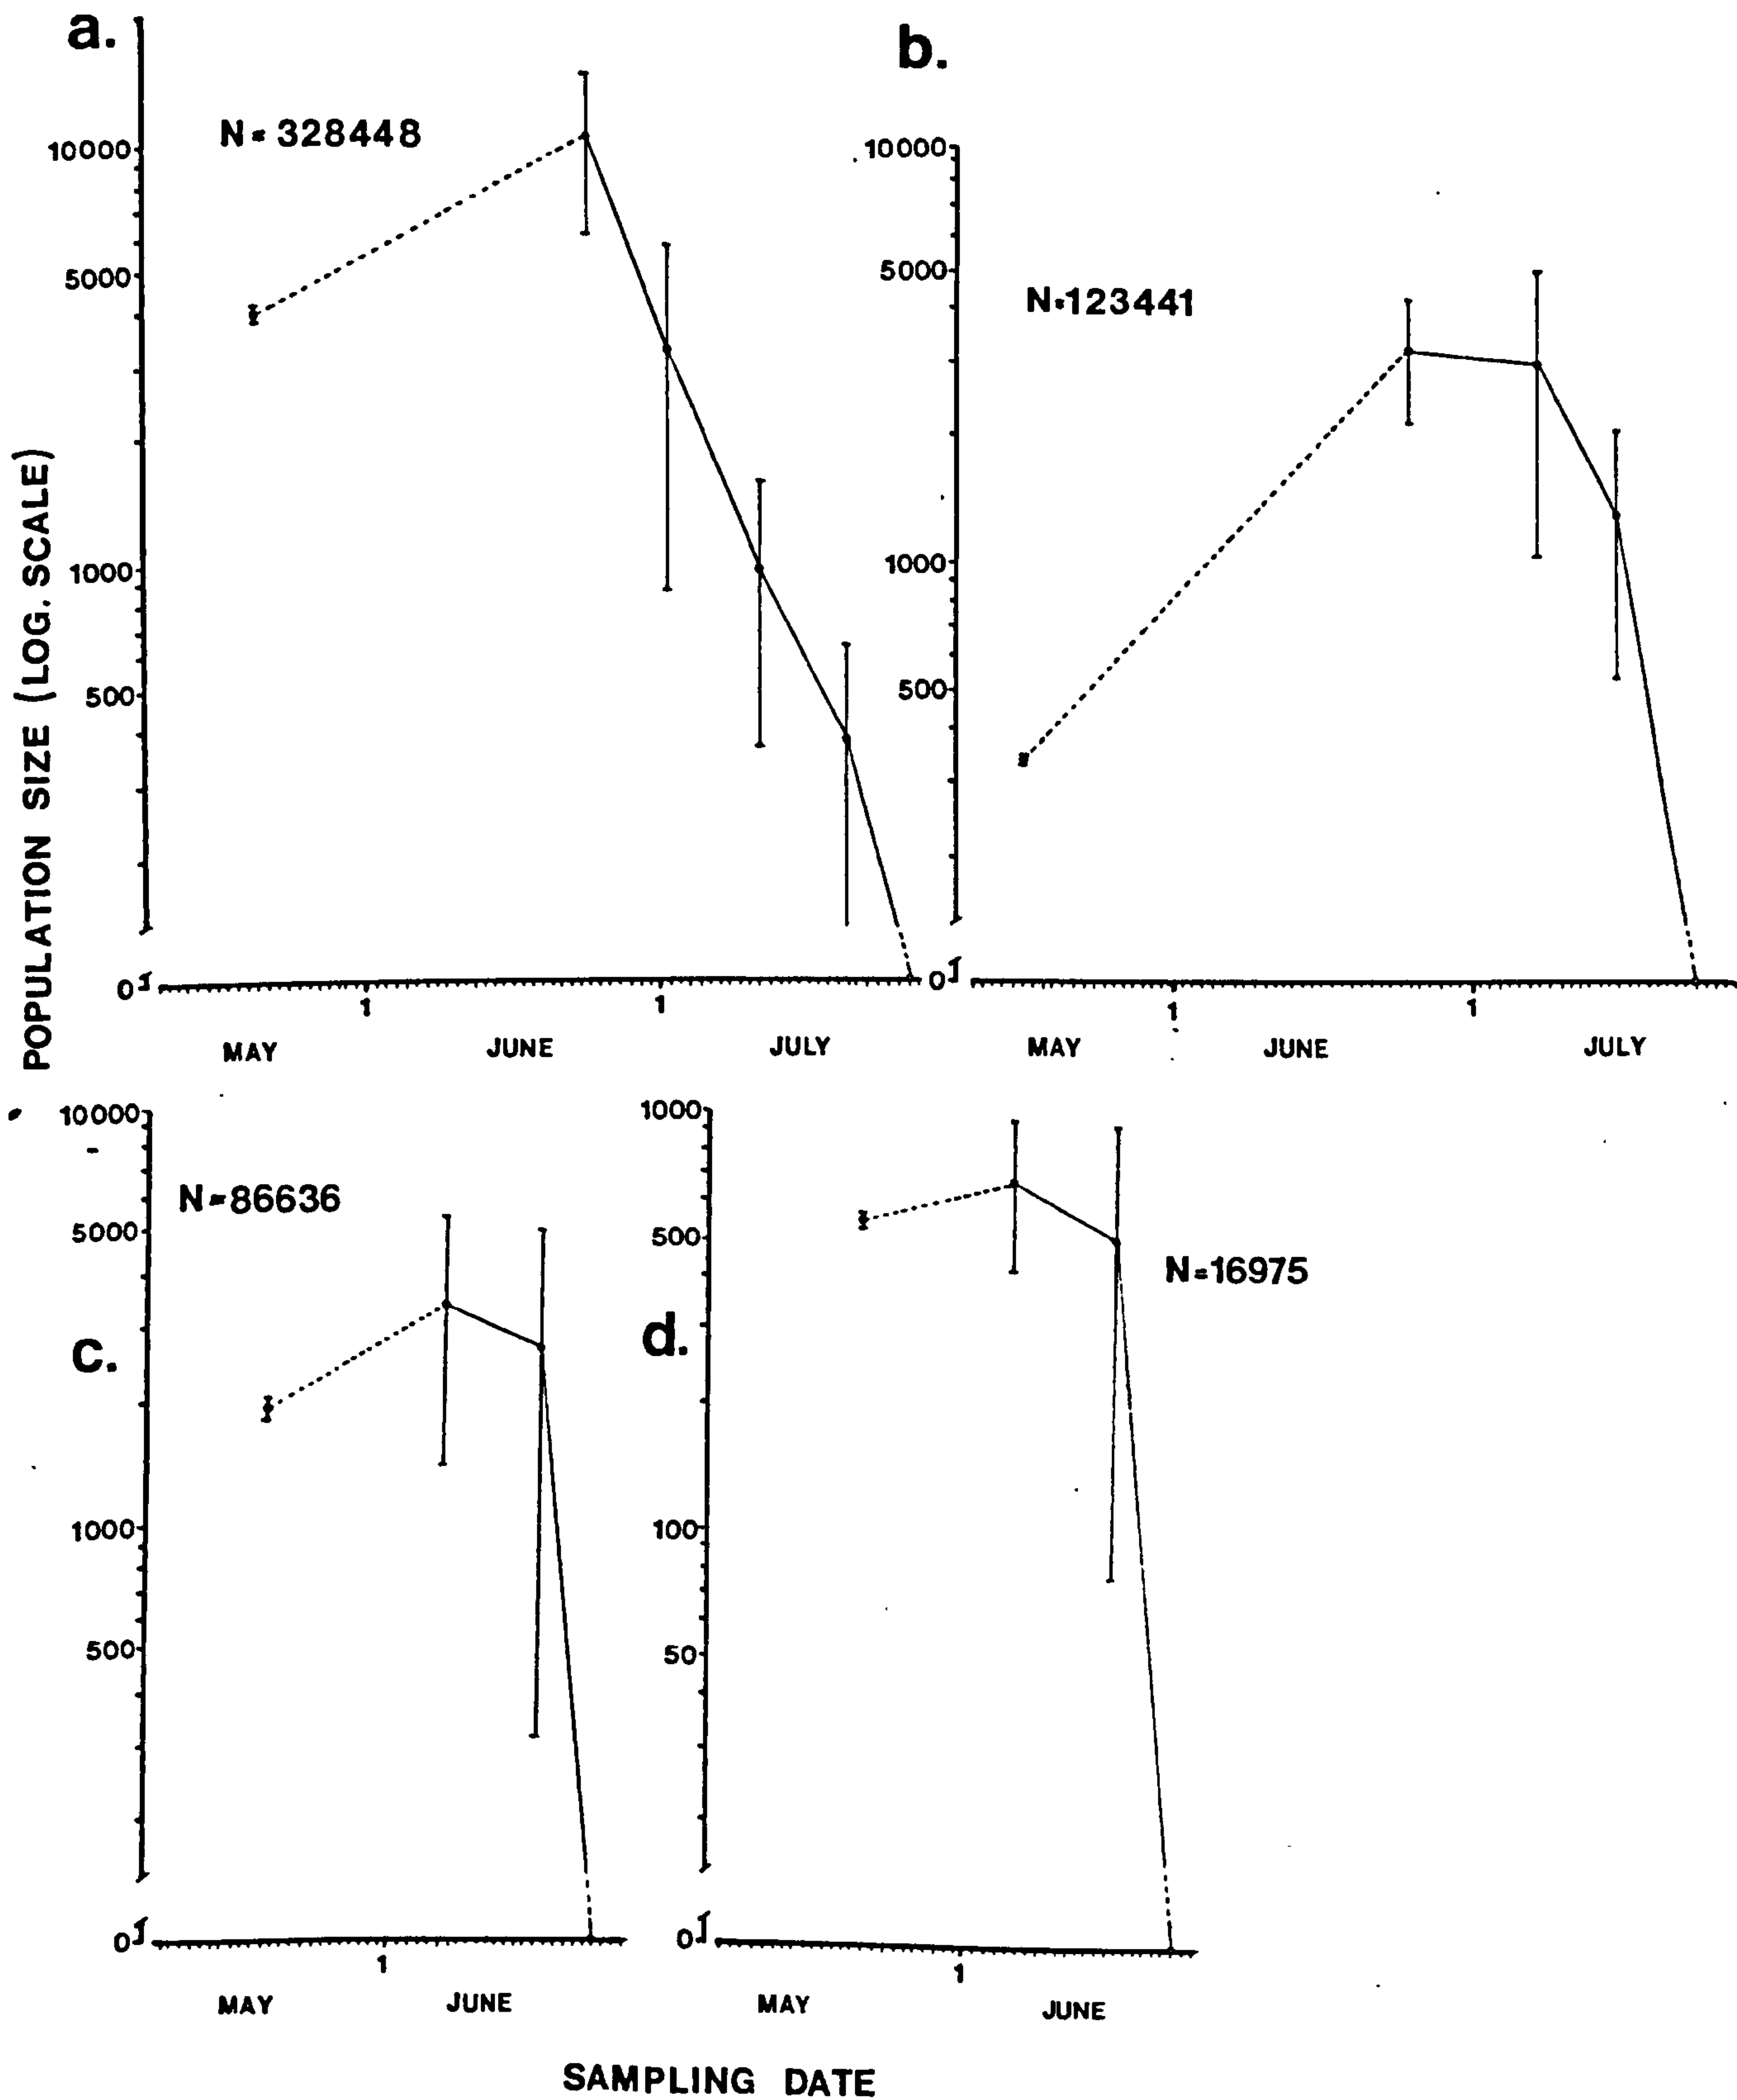 POPULATION SIZE (LOG. SCALE)
a.
N = 328448
10000
5000
1000
500
0
1
1
MAY
JUNE
JULY
b.
N=123441
10000
5000
1000
500
0
1
1
MAY
JUNE
JULY
c.
N=86636
10000
5000
1000
500
0
1
MAY
JUNE
d.
N=16975
1000
500
100
50
0
1
MAY
JUNE
SAMPLING DATE